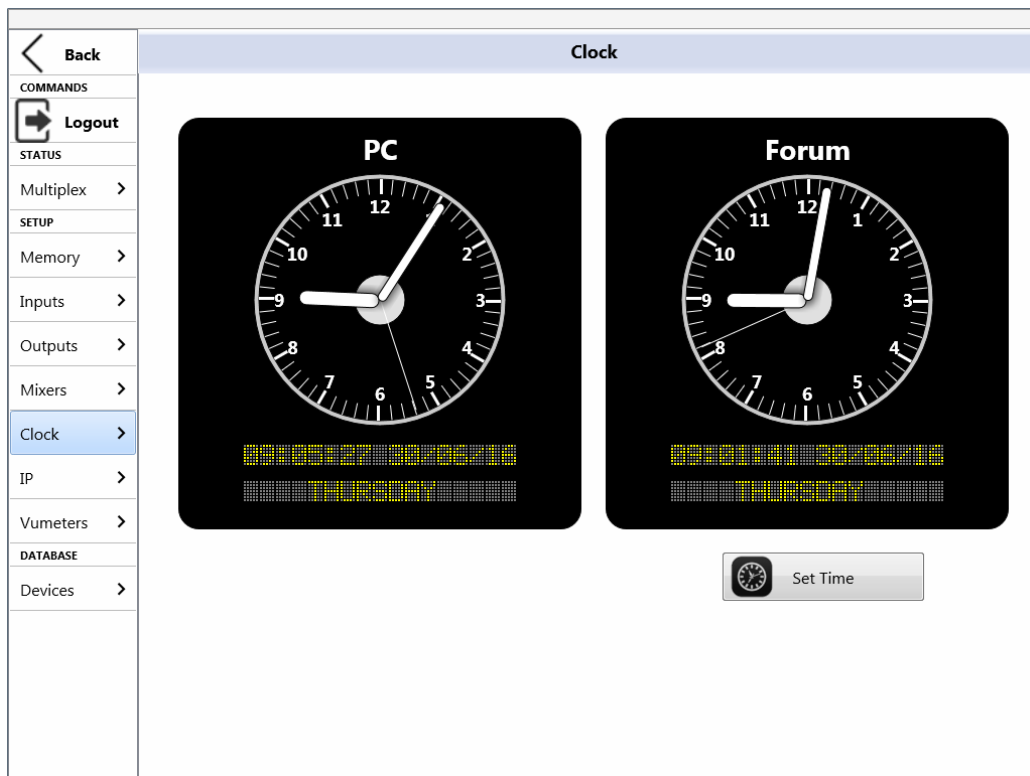 Back
Clock
COMMANDS
Logout
STATUS
Multiplex
SETUP
Memory
Inputs
Outputs
Mixers
Clock
IP
Vumeters
DATABASE
Devices
PC
12
11
10
2
9
3
8
4
7
5
6
09:05:27 30/06/16
THURSDAY
Forum
12
11
1
10
2
9
3
8
4
7
5
6
09:01:41 30/06/16
THURSDAY
Set Time